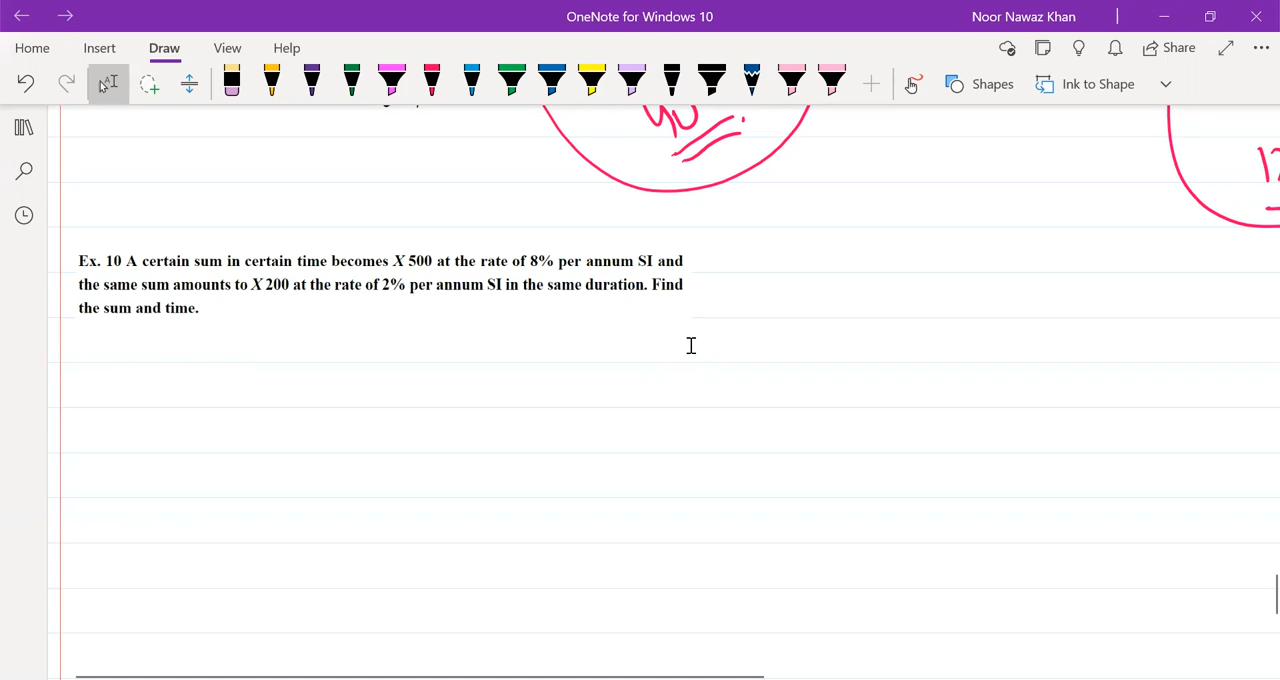 OneNote for Windows 10
Noor Nawaz Khan
Home Insert Draw View Help
Share
Shapes
Ink to Shape
Ex. 10 A certain sum in certain time becomes X 500 at the rate of 8% per annum SI and
the same sum amounts to X 200 at the rate of 2% per annum SI in the same duration. Find
the sum and time.